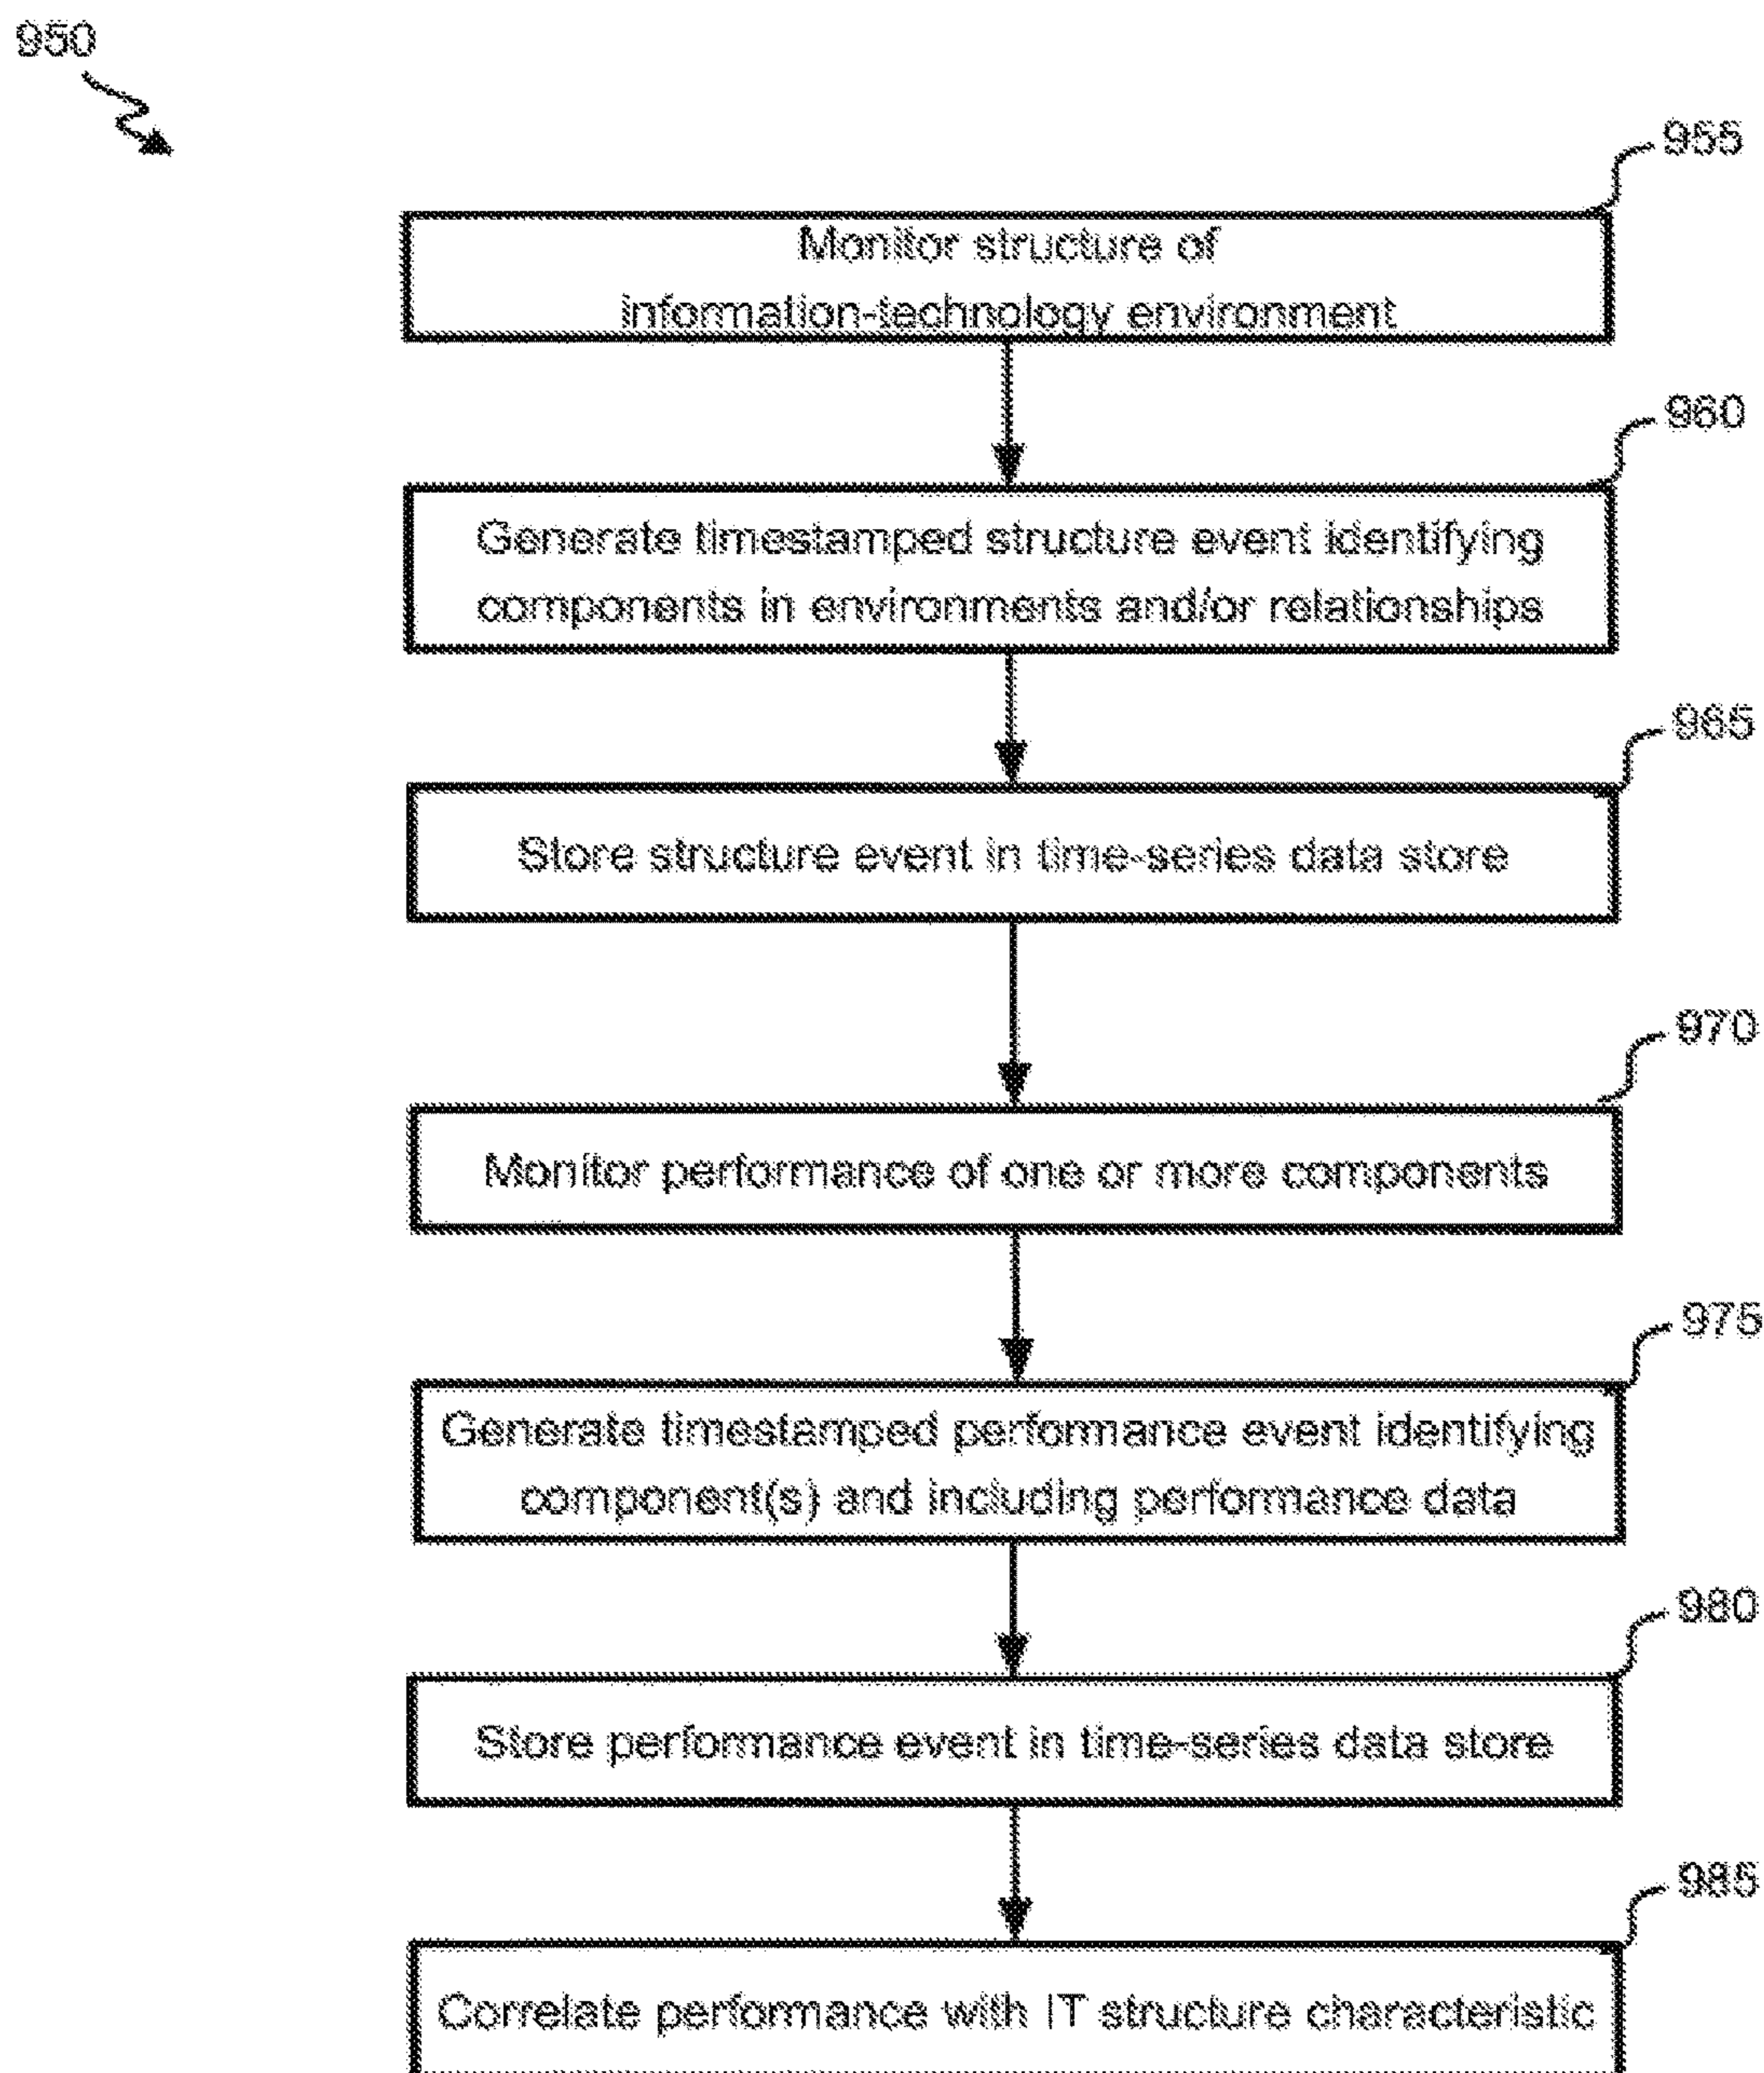 950
955
Monitor structure of
information-technology environment
960
Generate timestamped structure event identifying
components in environments and/or relationships
965
Store structure event in time-series data store
970
Monitor performance of one or more components
975
Generate timestamped performance event identifying
component(s) and including performance data
980
Store performance event in time-series data store
985
Correlate performance with IT structure characteristic